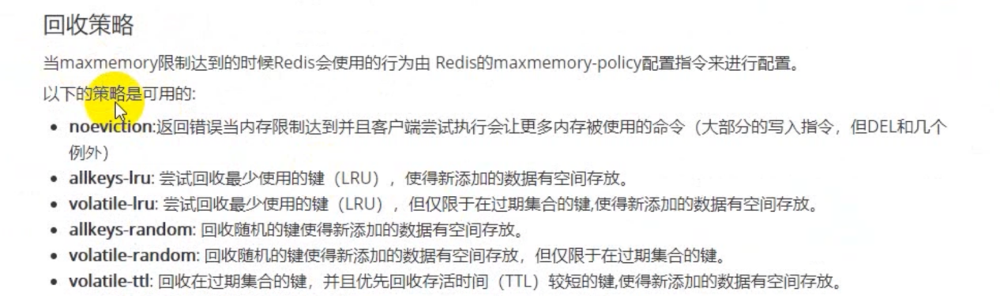 回收策略
当maxmemory限制达到的时候Redis会使用的行为由 Redis的maxmemory-policy配置指令来进行配置。
以下的策略是可用的:
noeviction:返回错误当内存限制达到并且客户端尝试执行会让更多内存被使用的命令（大部分的写入指令，但DEL和几个
例外）
allkeys-lru: 尝试回收最少使用的键（LRU），使得新添加的数据有空间存放。
volatile-lru: 尝试回收最少使用的键（LRU），但仅限于在过期集合的键,使得新添加的数据有空间存放。
allkeys-random: 回收随机的键使得新添加的数据有空间存放。
volatile-random: 回收随机的键使得新添加的数据有空间存放，但仅限于在过期集合的键。
volatile-ttl: 回收在过期集合的键，并且优先回收存活时间（TTL）较短的键,使得新添加的数据有空间存放。